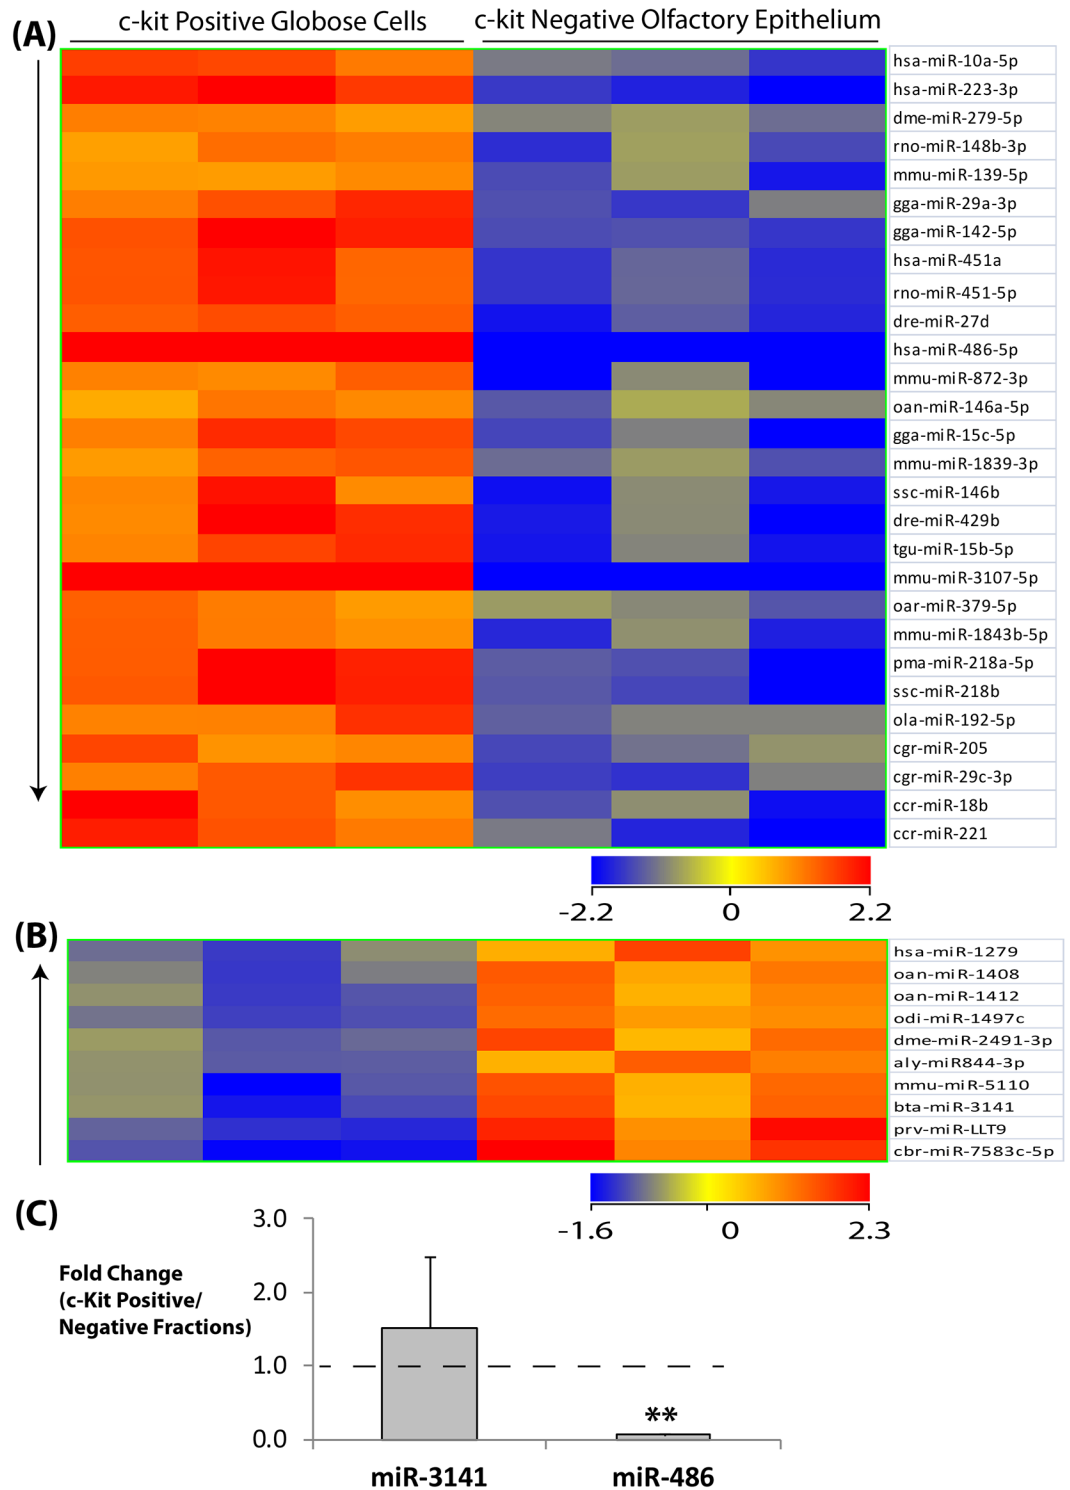 (A)
c-kit Positive Globose Cells
c-kit Negative Olfactory Epithelium
hsa-miR-10a-5p
hsa-miR-223-3p
dme-miR-279-5p
rno-miR-148b-3p
mmu-miR-139-5p
gga-miR-29a-3p
gga-miR-142-5p
hsa-miR-451a
rno-miR-451-5p
dre-miR-27d
hsa-miR-486-5p
mmu-miR-872-3p
oan-miR-146a-5p
gga-miR-15c-5p
mmu-miR-1839-3p
ssc-miR-146b
dre-miR-429b
tgu-miR-15b-5p
mmu-miR-3107-5p
oar-miR-379-5p
mmu-miR-1843b-5p
pma-miR-218a-5p
ssc-miR-218b
ola-miR-192-5p
cgr-miR-205
cgr-miR-29c-3p
ccr-miR-18b
ccr-miR-221
-2.2 0 2.2
(B)
hsa-miR-1279
oan-miR-1408
oan-miR-1412
odi-miR-1497c
dme-miR-2491-3p
aly-miR844-3p
mmu-miR-5110
bta-miR-3141
prv-miR-LLT9
cbr-miR-7583c-5p
-1.6 0 2.3
(C)
Fold Change
(c-Kit Positive/
Negative Fractions)
3.0
2.0
1.0
0.0
**
miR-3141 miR-486